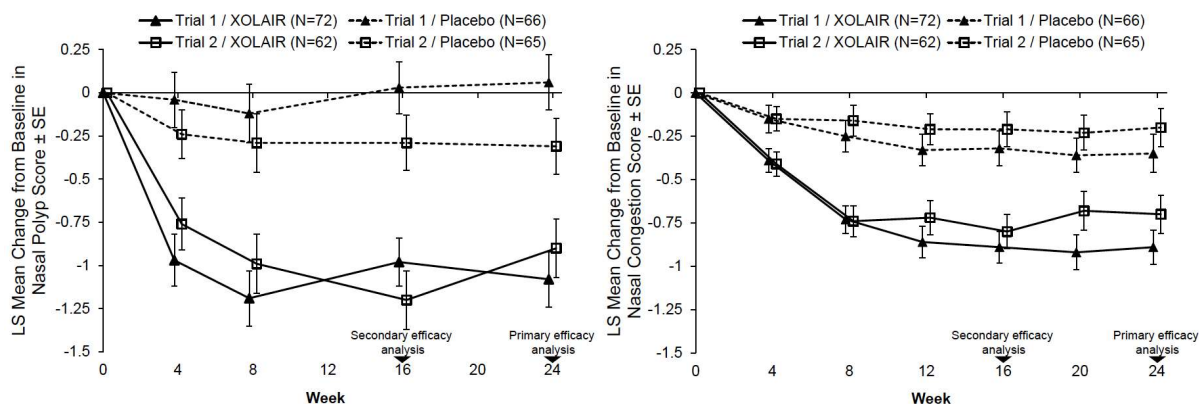 Trial 1 / XOLAIR (N=72) Trial 1 / Placebo (N=66)
Trial 2 / XOLAIR (N=62) Trial 2 / Placebo (N=65)
LS Mean Change from Baseline in
Nasal Polyp Score ± SE
0.25
0
-0.25
-0.5
-0.75
-1
-1.25
-1.5
Secondary efficacy
analysis
Primary efficacy
analysis
0 4 8 12 16 20 24
Week
Trial 1 / XOLAIR (N=72) Trial 1 / Placebo (N=66)
Trial 2 / XOLAIR (N=62) Trial 2 / Placebo (N=65)
LS Mean Change from Baseline in
Nasal Congestion Score ± SE
0.25
0
-0.25
-0.5
-0.75
-1
-1.25
-1.5
Secondary efficacy
analysis
Primary efficacy
analysis
0 4 8 12 16 20 24
Week